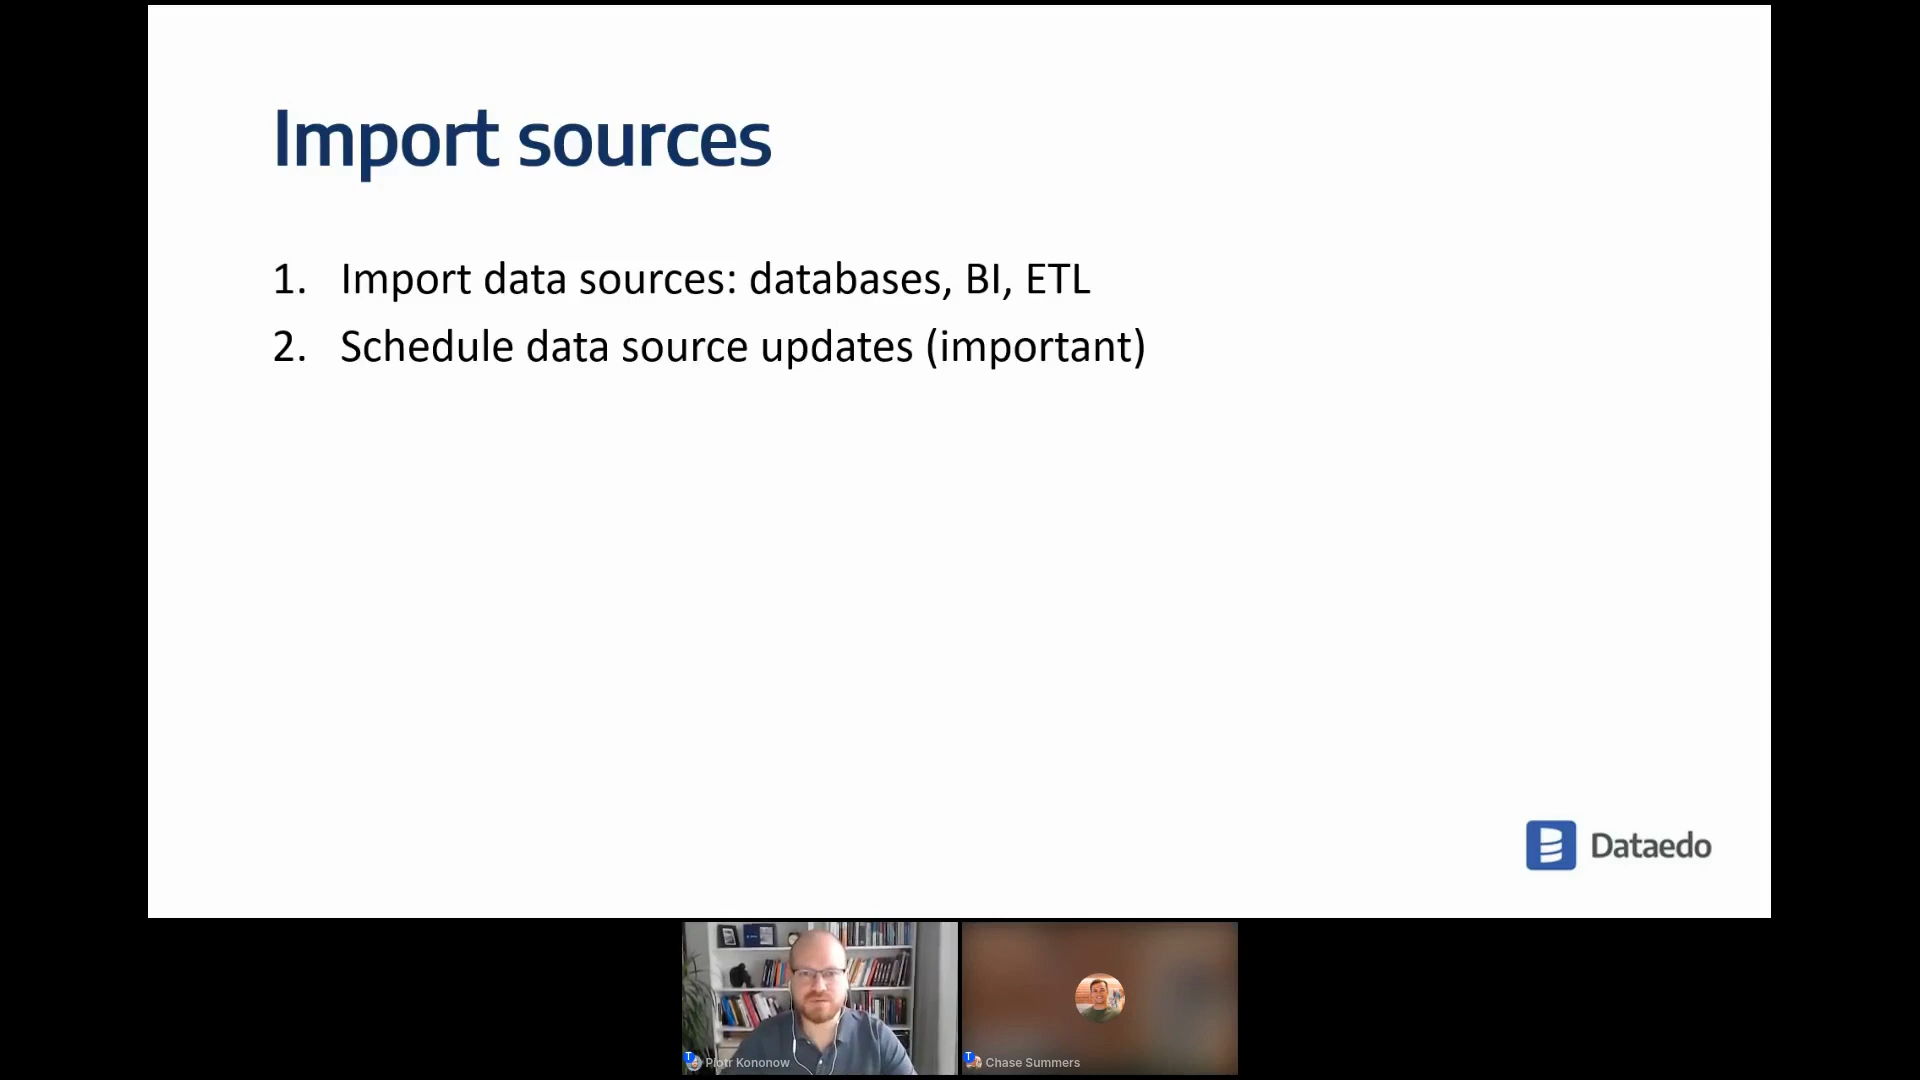 Import sources
1. Import data sources: databases, BI, ETL
2. Schedule data source updates (important)
Dataedo
T Piotr Kononow
T Chase Summers